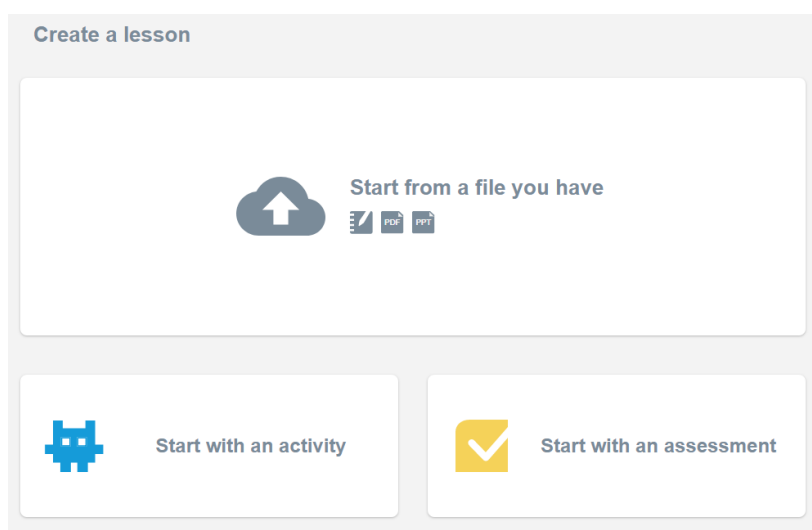 Create a lesson
Start from a file you have
PDF PPT
Start with an activity
Start with an assessment